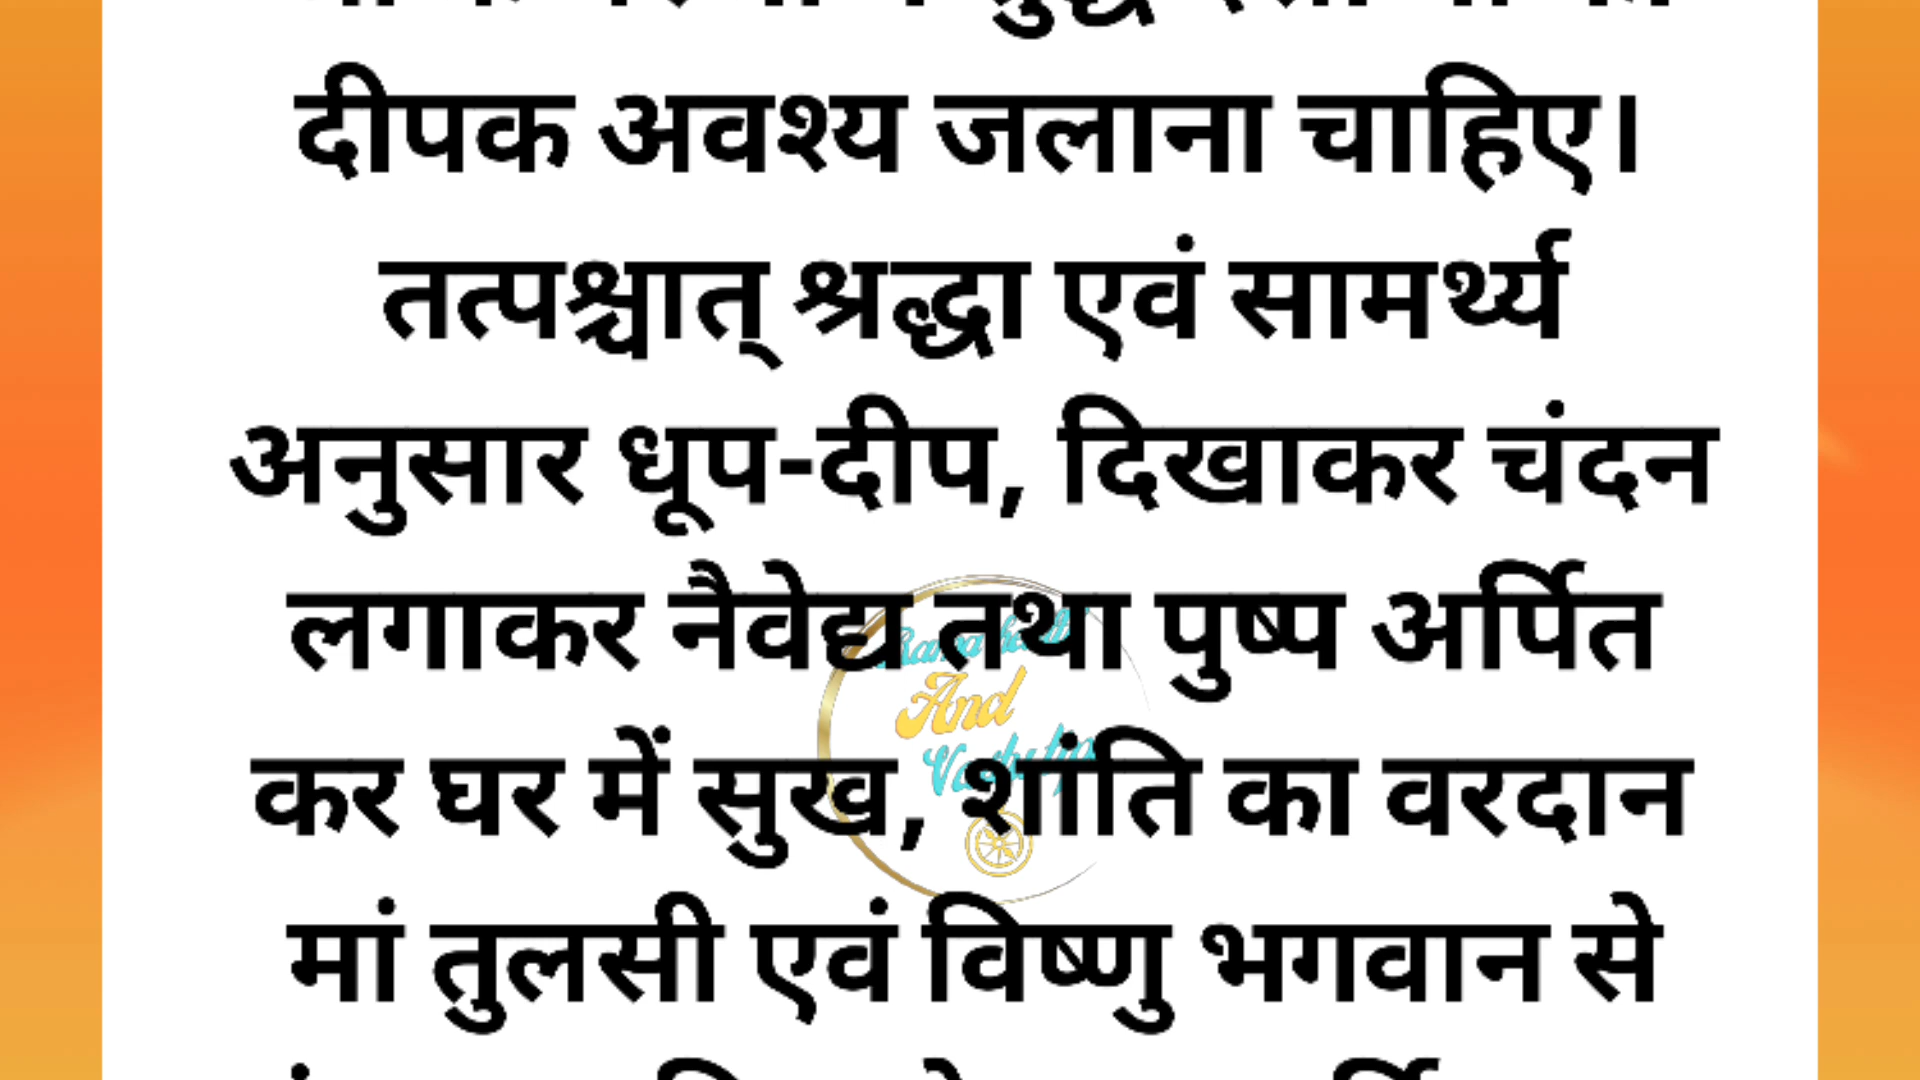 दीपक अवश्य जलाना चाहिए।
तत्पश्चात् श्रद्धा एवं सामर्थ्य
अनुसार धूप-दीप, दिखाकर चंदन
लगाकर नैवेद्य तथा पुष्प अर्पित
And
कर घर में सुख, शांति का वरदान
मां तुलसी एवं विष्णु भगवान से